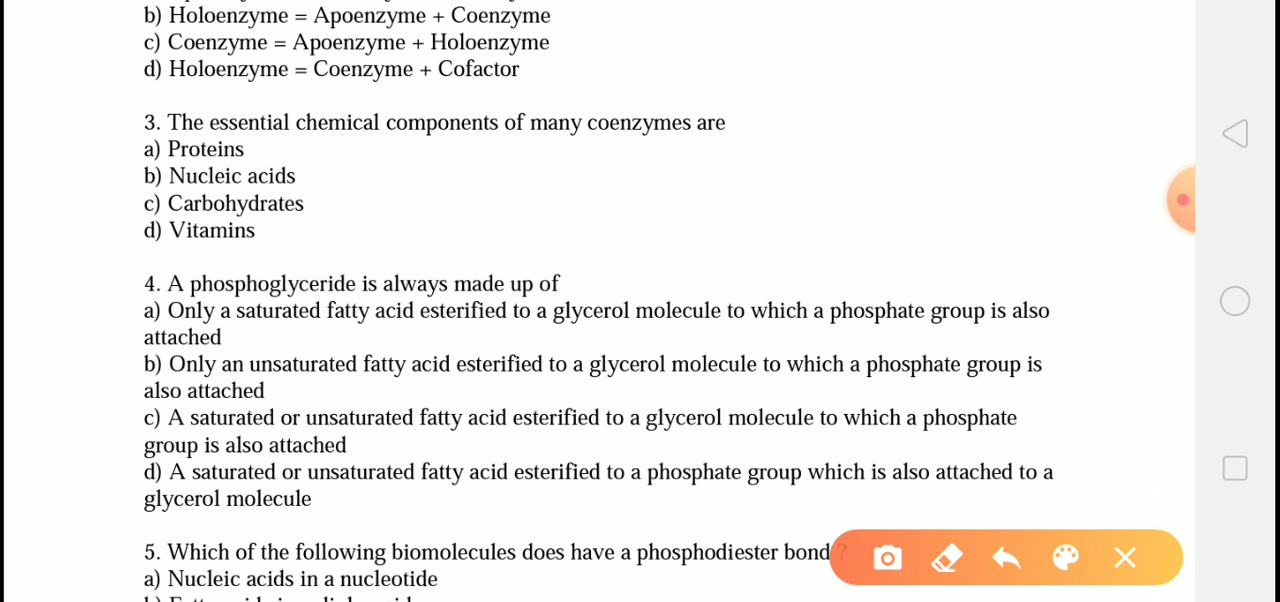 b) Holoenzyme = Apoenzyme + Coenzyme
c) Coenzyme = Apoenzyme + Holoenzyme
d) Holoenzyme = Coenzyme + Cofactor
3. The essential chemical components of many coenzymes are
a) Proteins
b) Nucleic acids
c) Carbohydrates
d) Vitamins
4. A phosphoglyceride is always made up of
a) Only a saturated fatty acid esterified to a glycerol molecule to which a phosphate group is also
attached
b) Only an unsaturated fatty acid esterified to a glycerol molecule to which a phosphate group is
also attached
c) A saturated or unsaturated fatty acid esterified to a glycerol molecule to which a phosphate
group is also attached
d) A saturated or unsaturated fatty acid esterified to a phosphate group which is also attached to a
glycerol molecule
5. Which of the following biomolecules does have a phosphodiester bond?
a) Nucleic acids in a nucleotide